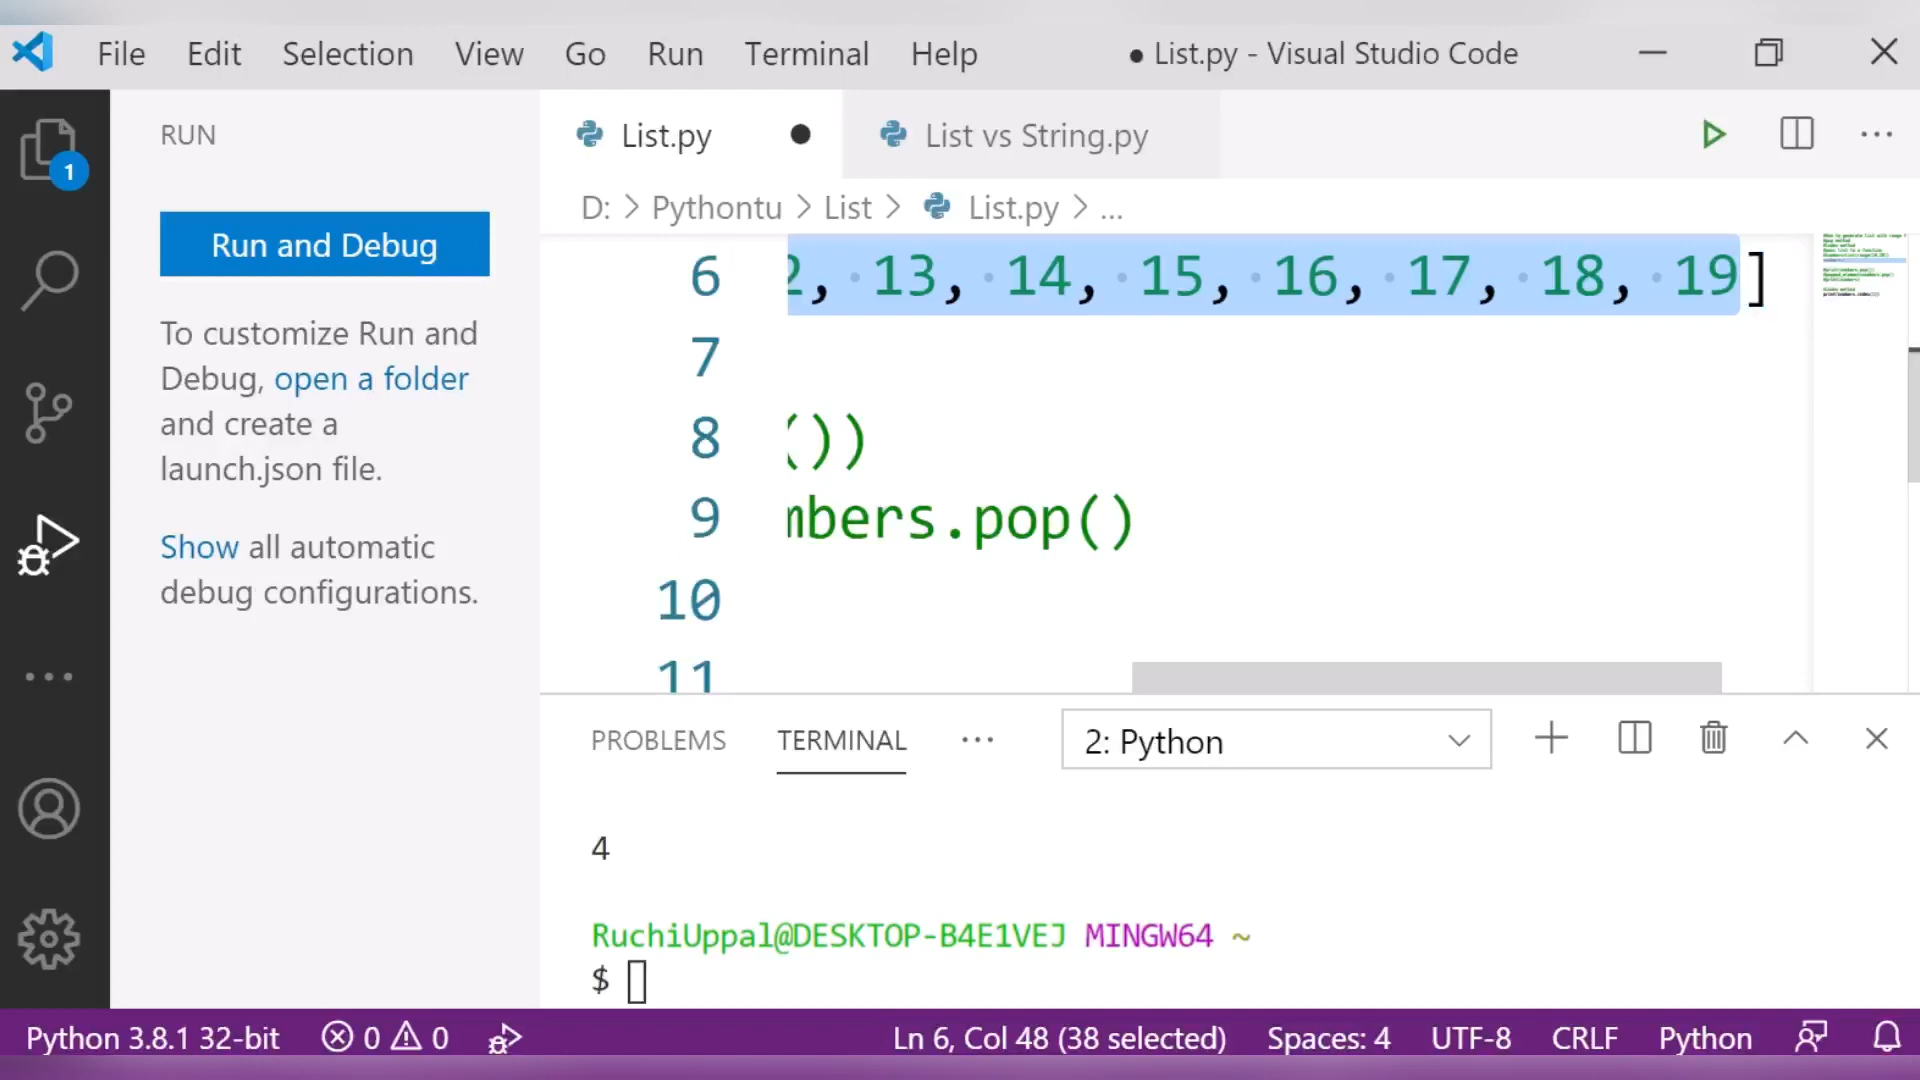 File Edit Selection View Go Run Terminal Help ● List.py - Visual Studio Code
1
RUN
Run and Debug
To customize Run and
Debug, open a folder
and create a
launch.json file.
Show all automatic
debug configurations.
List.py ● List vs String.py
D: > Pythontu > List > List.py > ...
6 2, 13, 14, 15, 16, 17, 18, 19]
7
8 ())
9 mbers.pop()
10
11
PROBLEMS TERMINAL ... 2: Python
4
RuchiUppal@DESKTOP-B4E1VEJ MINGW64 ~
$
Python 3.8.1 32-bit 0 0 Ln 6, Col 48 (38 selected) Spaces: 4 UTF-8 CRLF Python